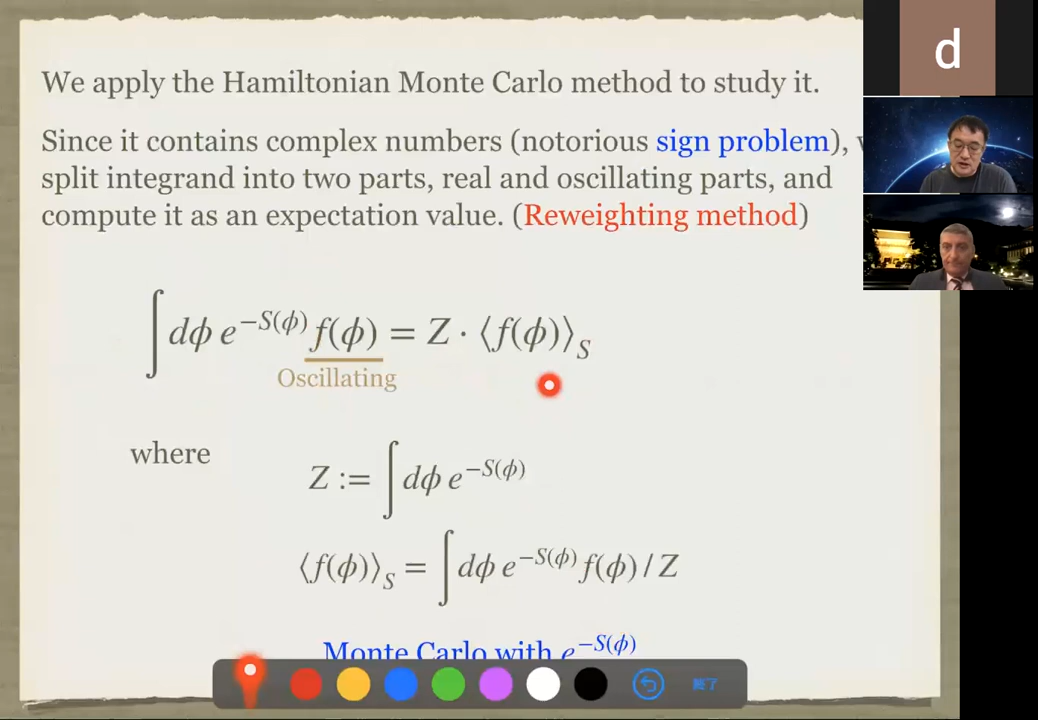 We apply the Hamiltonian Monte Carlo method to study it.
Since it contains complex numbers (notorious sign problem),
split integrand into two parts, real and oscillating parts, and
compute it as an expectation value. (Reweighting method)
∫ dϕ e^{−S(ϕ)} f(ϕ) = Z · ⟨f(ϕ)⟩_S
Oscillating
where
Z := ∫ dϕ e^{−S(ϕ)}
⟨f(ϕ)⟩_S = ∫ dϕ e^{−S(ϕ)} f(ϕ) / Z
Monte Carlo with e^{−S(ϕ)}
d
終了